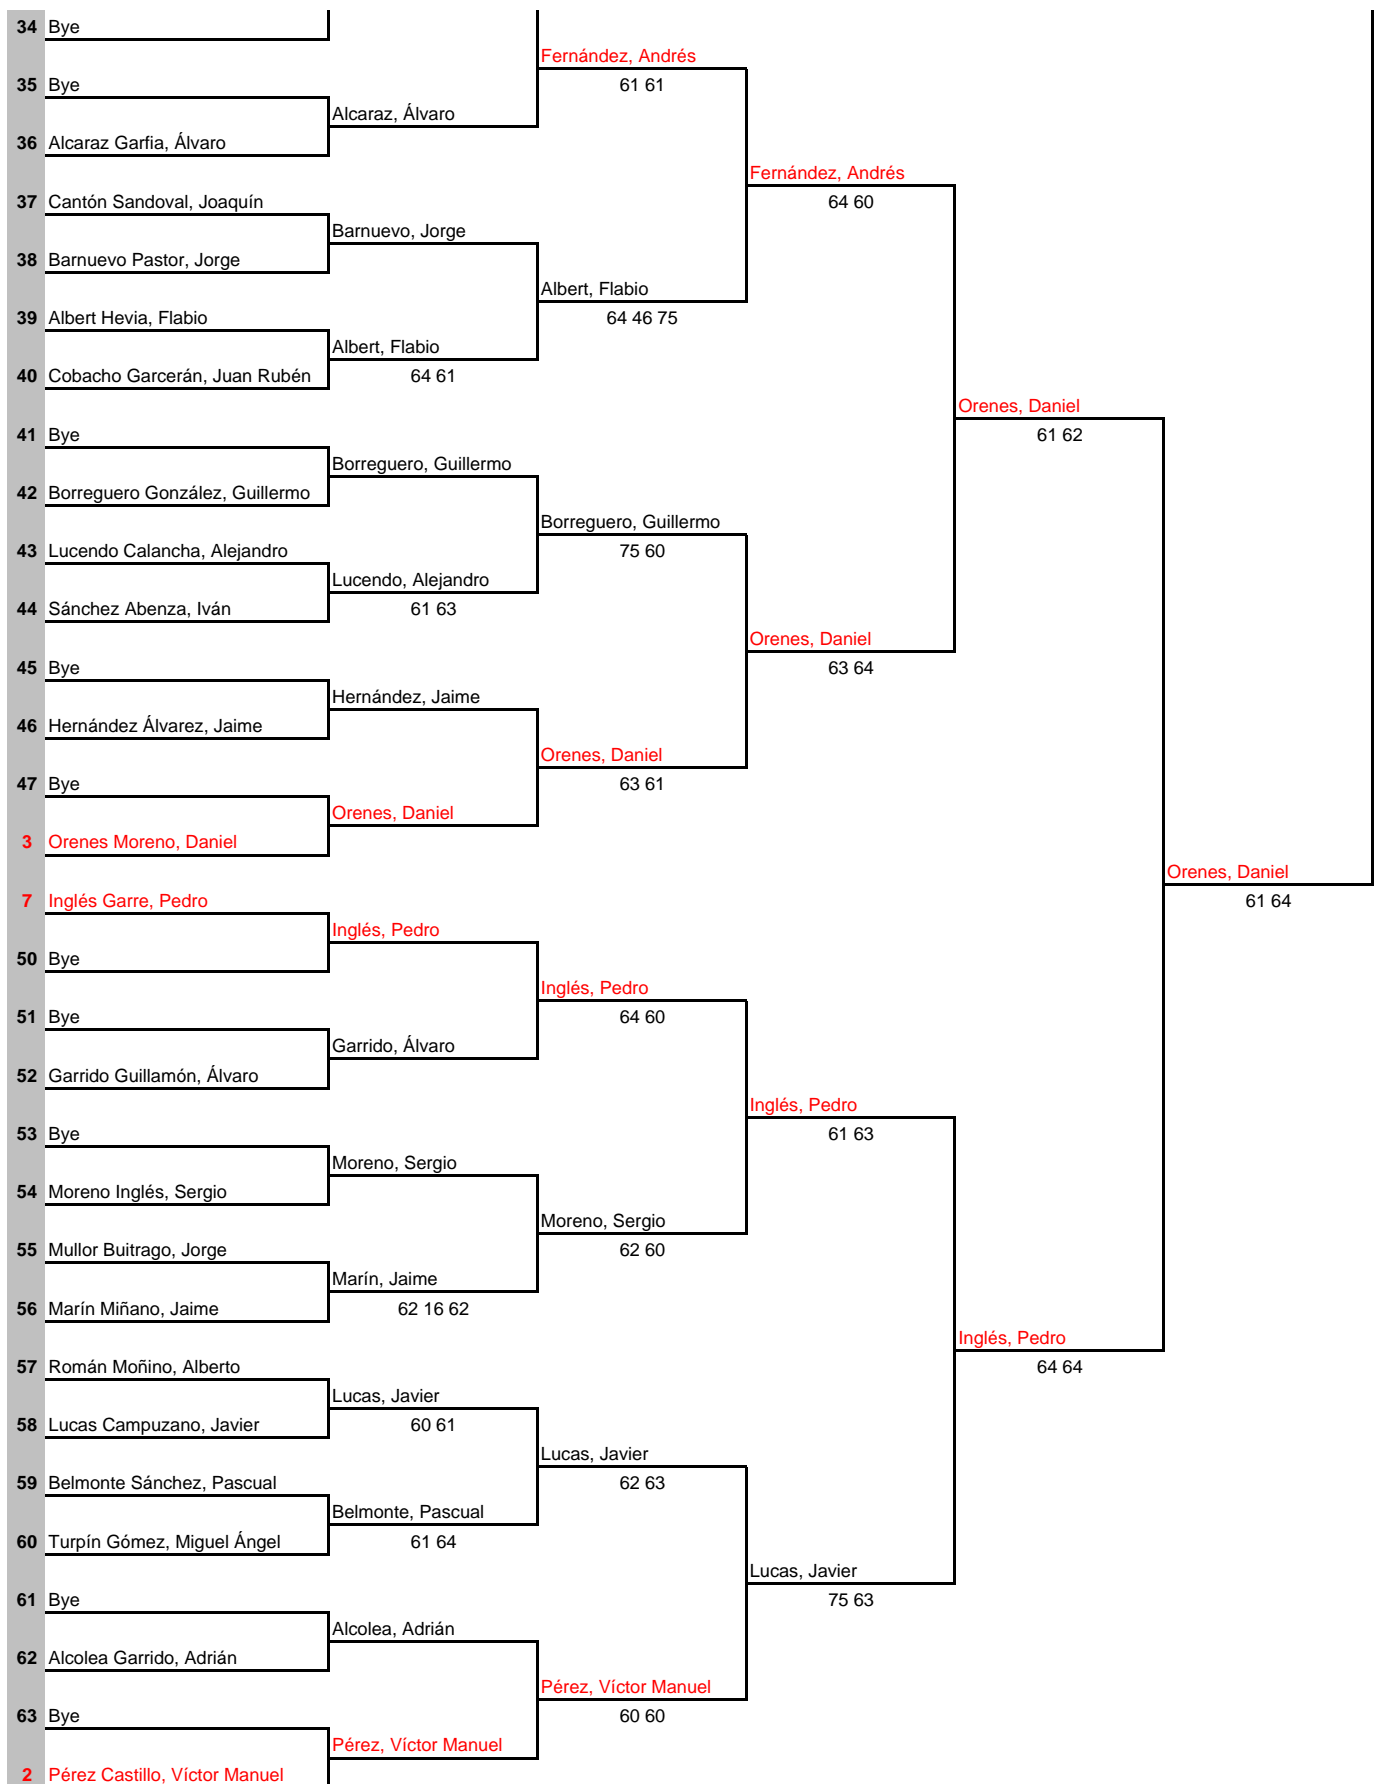 34 Bye
Fernández, Andrés
35 Bye
61 61
Alcaraz, Álvaro
36 Alcaraz Garfia, Álvaro
Fernández, Andrés
37 Cantón Sandoval, Joaquín
64 60
Barnuevo, Jorge
38 Barnuevo Pastor, Jorge
Albert, Flabio
39 Albert Hevia, Flabio
64 46 75
Albert, Flabio
40 Cobacho Garcerán, Juan Rubén
64 61
Orenes, Daniel
41 Bye
61 62
Borreguero, Guillermo
42 Borreguero González, Guillermo
Borreguero, Guillermo
43 Lucendo Calancha, Alejandro
75 60
Lucendo, Alejandro
44 Sánchez Abenza, Iván
61 63
Orenes, Daniel
45 Bye
63 64
Hernández, Jaime
46 Hernández Álvarez, Jaime
Orenes, Daniel
47 Bye
63 61
Orenes, Daniel
3 Orenes Moreno, Daniel
Orenes, Daniel
7 Inglés Garre, Pedro
61 64
Inglés, Pedro
50 Bye
Inglés, Pedro
51 Bye
64 60
Garrido, Álvaro
52 Garrido Guillamón, Álvaro
Inglés, Pedro
53 Bye
61 63
Moreno, Sergio
54 Moreno Inglés, Sergio
Moreno, Sergio
55 Mullor Buitrago, Jorge
62 60
Marín, Jaime
56 Marín Miñano, Jaime
62 16 62
Inglés, Pedro
57 Román Moñino, Alberto
64 64
Lucas, Javier
58 Lucas Campuzano, Javier
60 61
Lucas, Javier
59 Belmonte Sánchez, Pascual
62 63
Belmonte, Pascual
60 Turpín Gómez, Miguel Ángel
61 64
Lucas, Javier
61 Bye
75 63
Alcolea, Adrián
62 Alcolea Garrido, Adrián
Pérez, Víctor Manuel
63 Bye
60 60
Pérez, Víctor Manuel
2 Pérez Castillo, Víctor Manuel